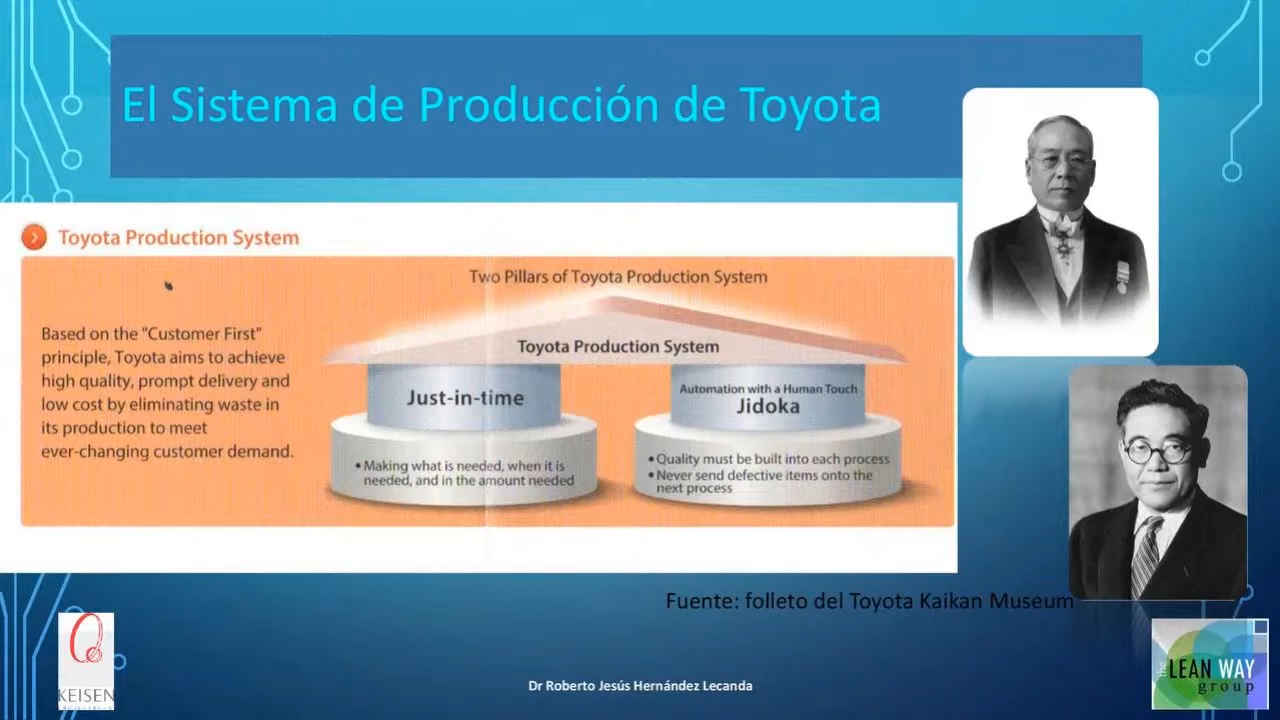 El Sistema de Producción de Toyota
Toyota Production System
Two Pillars of Toyota Production System
Based on the "Customer First"
principle, Toyota aims to achieve
high quality, prompt delivery and
low cost by eliminating waste in
its production to meet
ever-changing customer demand.
Toyota Production System
Just-in-time
• Making what is needed, when it is
needed, and in the amount needed
Automation with a Human Touch
Jidoka
• Quality must be built into each process
• Never send defective items onto the
next process
Fuente: folleto del Toyota Kaikan Museum
KEISEN
Dr Roberto Jesús Hernández Lecanda
the LEAN WAY
group